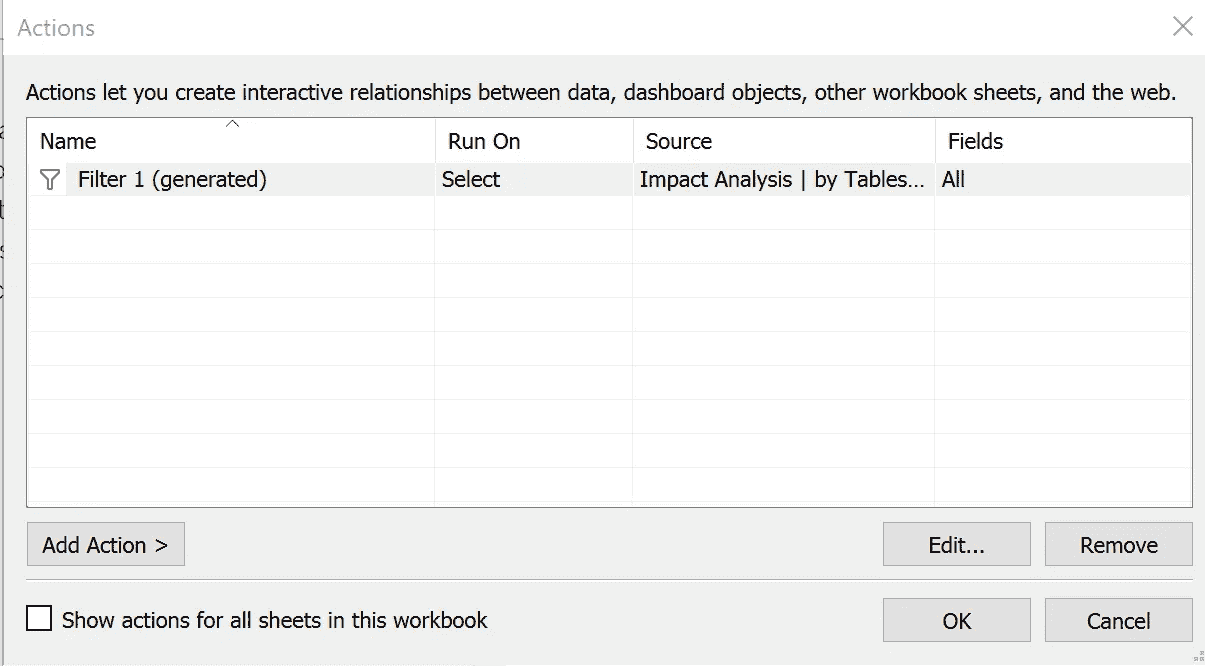 Actions
Actions let you create interactive relationships between data, dashboard objects, other workbook sheets, and the web.
Name Run On Source Fields
Filter 1 (generated) Select Impact Analysis | by Tables... All
Add Action > Edit... Remove
Show actions for all sheets in this workbook OK Cancel